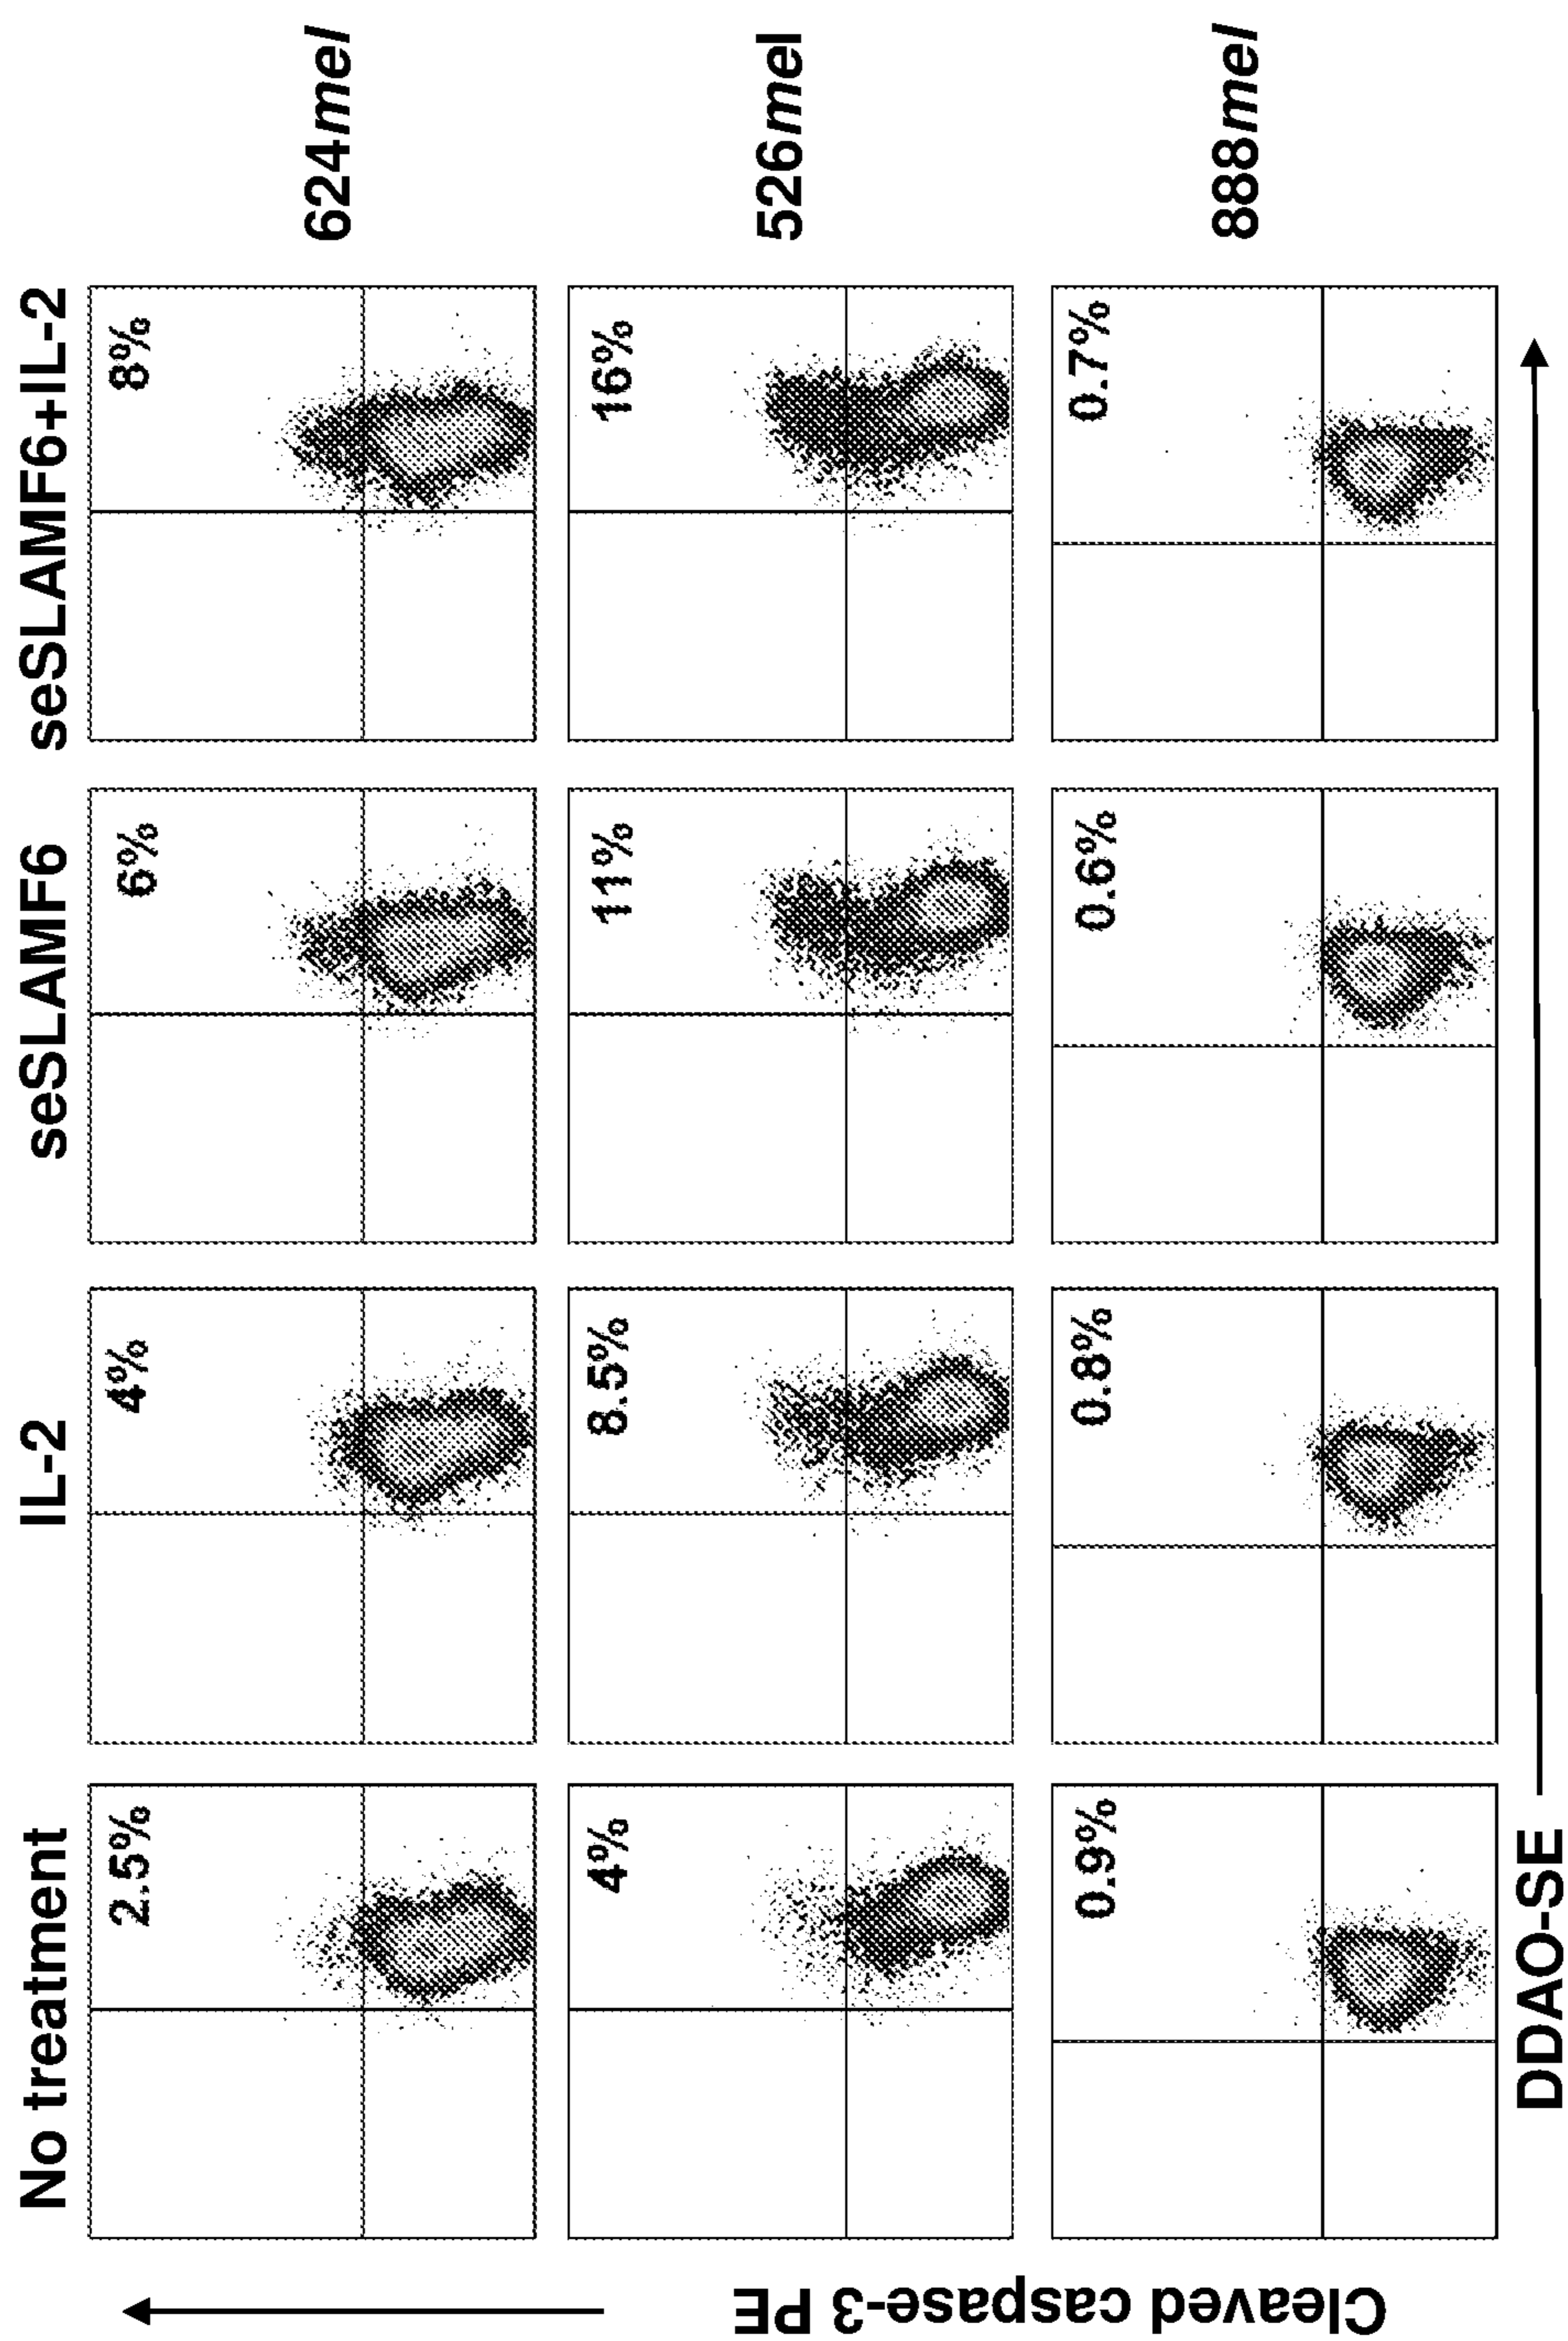 No treatment IL-2 seSLAMF6 seSLAMF6+IL-2
2.5% 4% 6% 8% 624mel
4% 8.5% 11% 16% 526mel
0.9% 0.8% 0.6% 0.7% 888mel
Cleaved caspase-3 PE
DDAO-SE